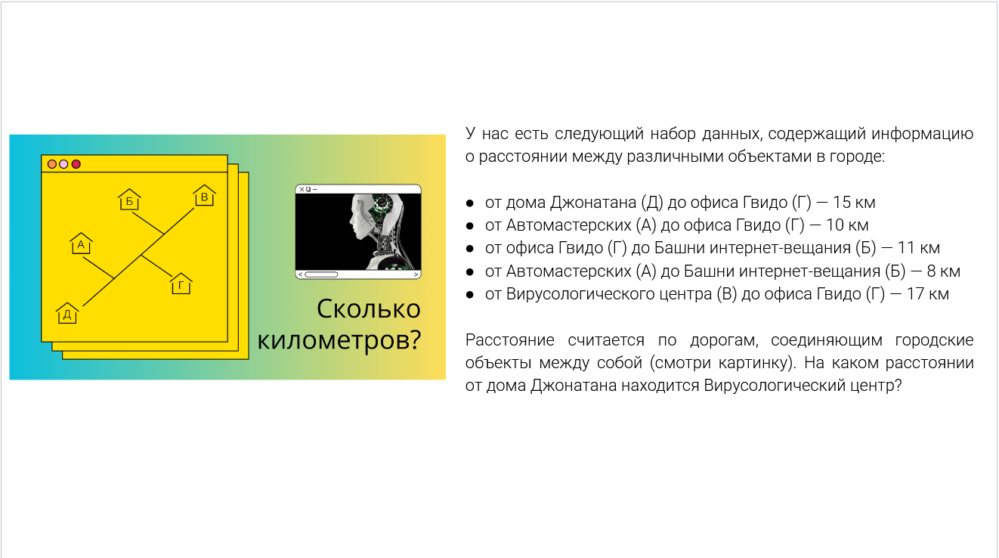 Б
В
А
Г
Д
Сколько
километров?
У нас есть следующий набор данных, содержащий информацию
о расстоянии между различными объектами в городе:
● от дома Джонатана (Д) до офиса Гвидо (Г) — 15 км
● от Автомастерских (А) до офиса Гвидо (Г) — 10 км
● от офиса Гвидо (Г) до Башни интернет-вещания (Б) — 11 км
● от Автомастерских (А) до Башни интернет-вещания (Б) — 8 км
● от Вирусологического центра (В) до офиса Гвидо (Г) — 17 км
Расстояние считается по дорогам, соединяющим городские
объекты между собой (смотри картинку). На каком расстоянии
от дома Джонатана находится Вирусологический центр?